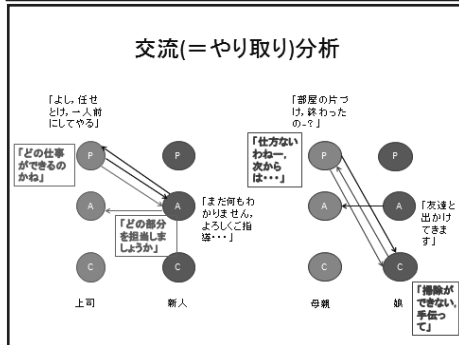 交流(=やり取り)分析
「よし，任せ
とけ，一人前
にしてやる」
「どの仕事
ができるの
かね」
P
P
A
A
「まだ何もわ
かりません，
よろしくご指
導・・・」
「どの部分
を担当しま
しょうか」
C
C
上司
新人
「部屋の片づ
け，終わった
の-?」
「仕方ない
わねー，
次から
は・・・」
P
P
A
A
「友達と
出かけて
きます」
C
C
「掃除が
できない，
手伝っ
て」
母親
娘